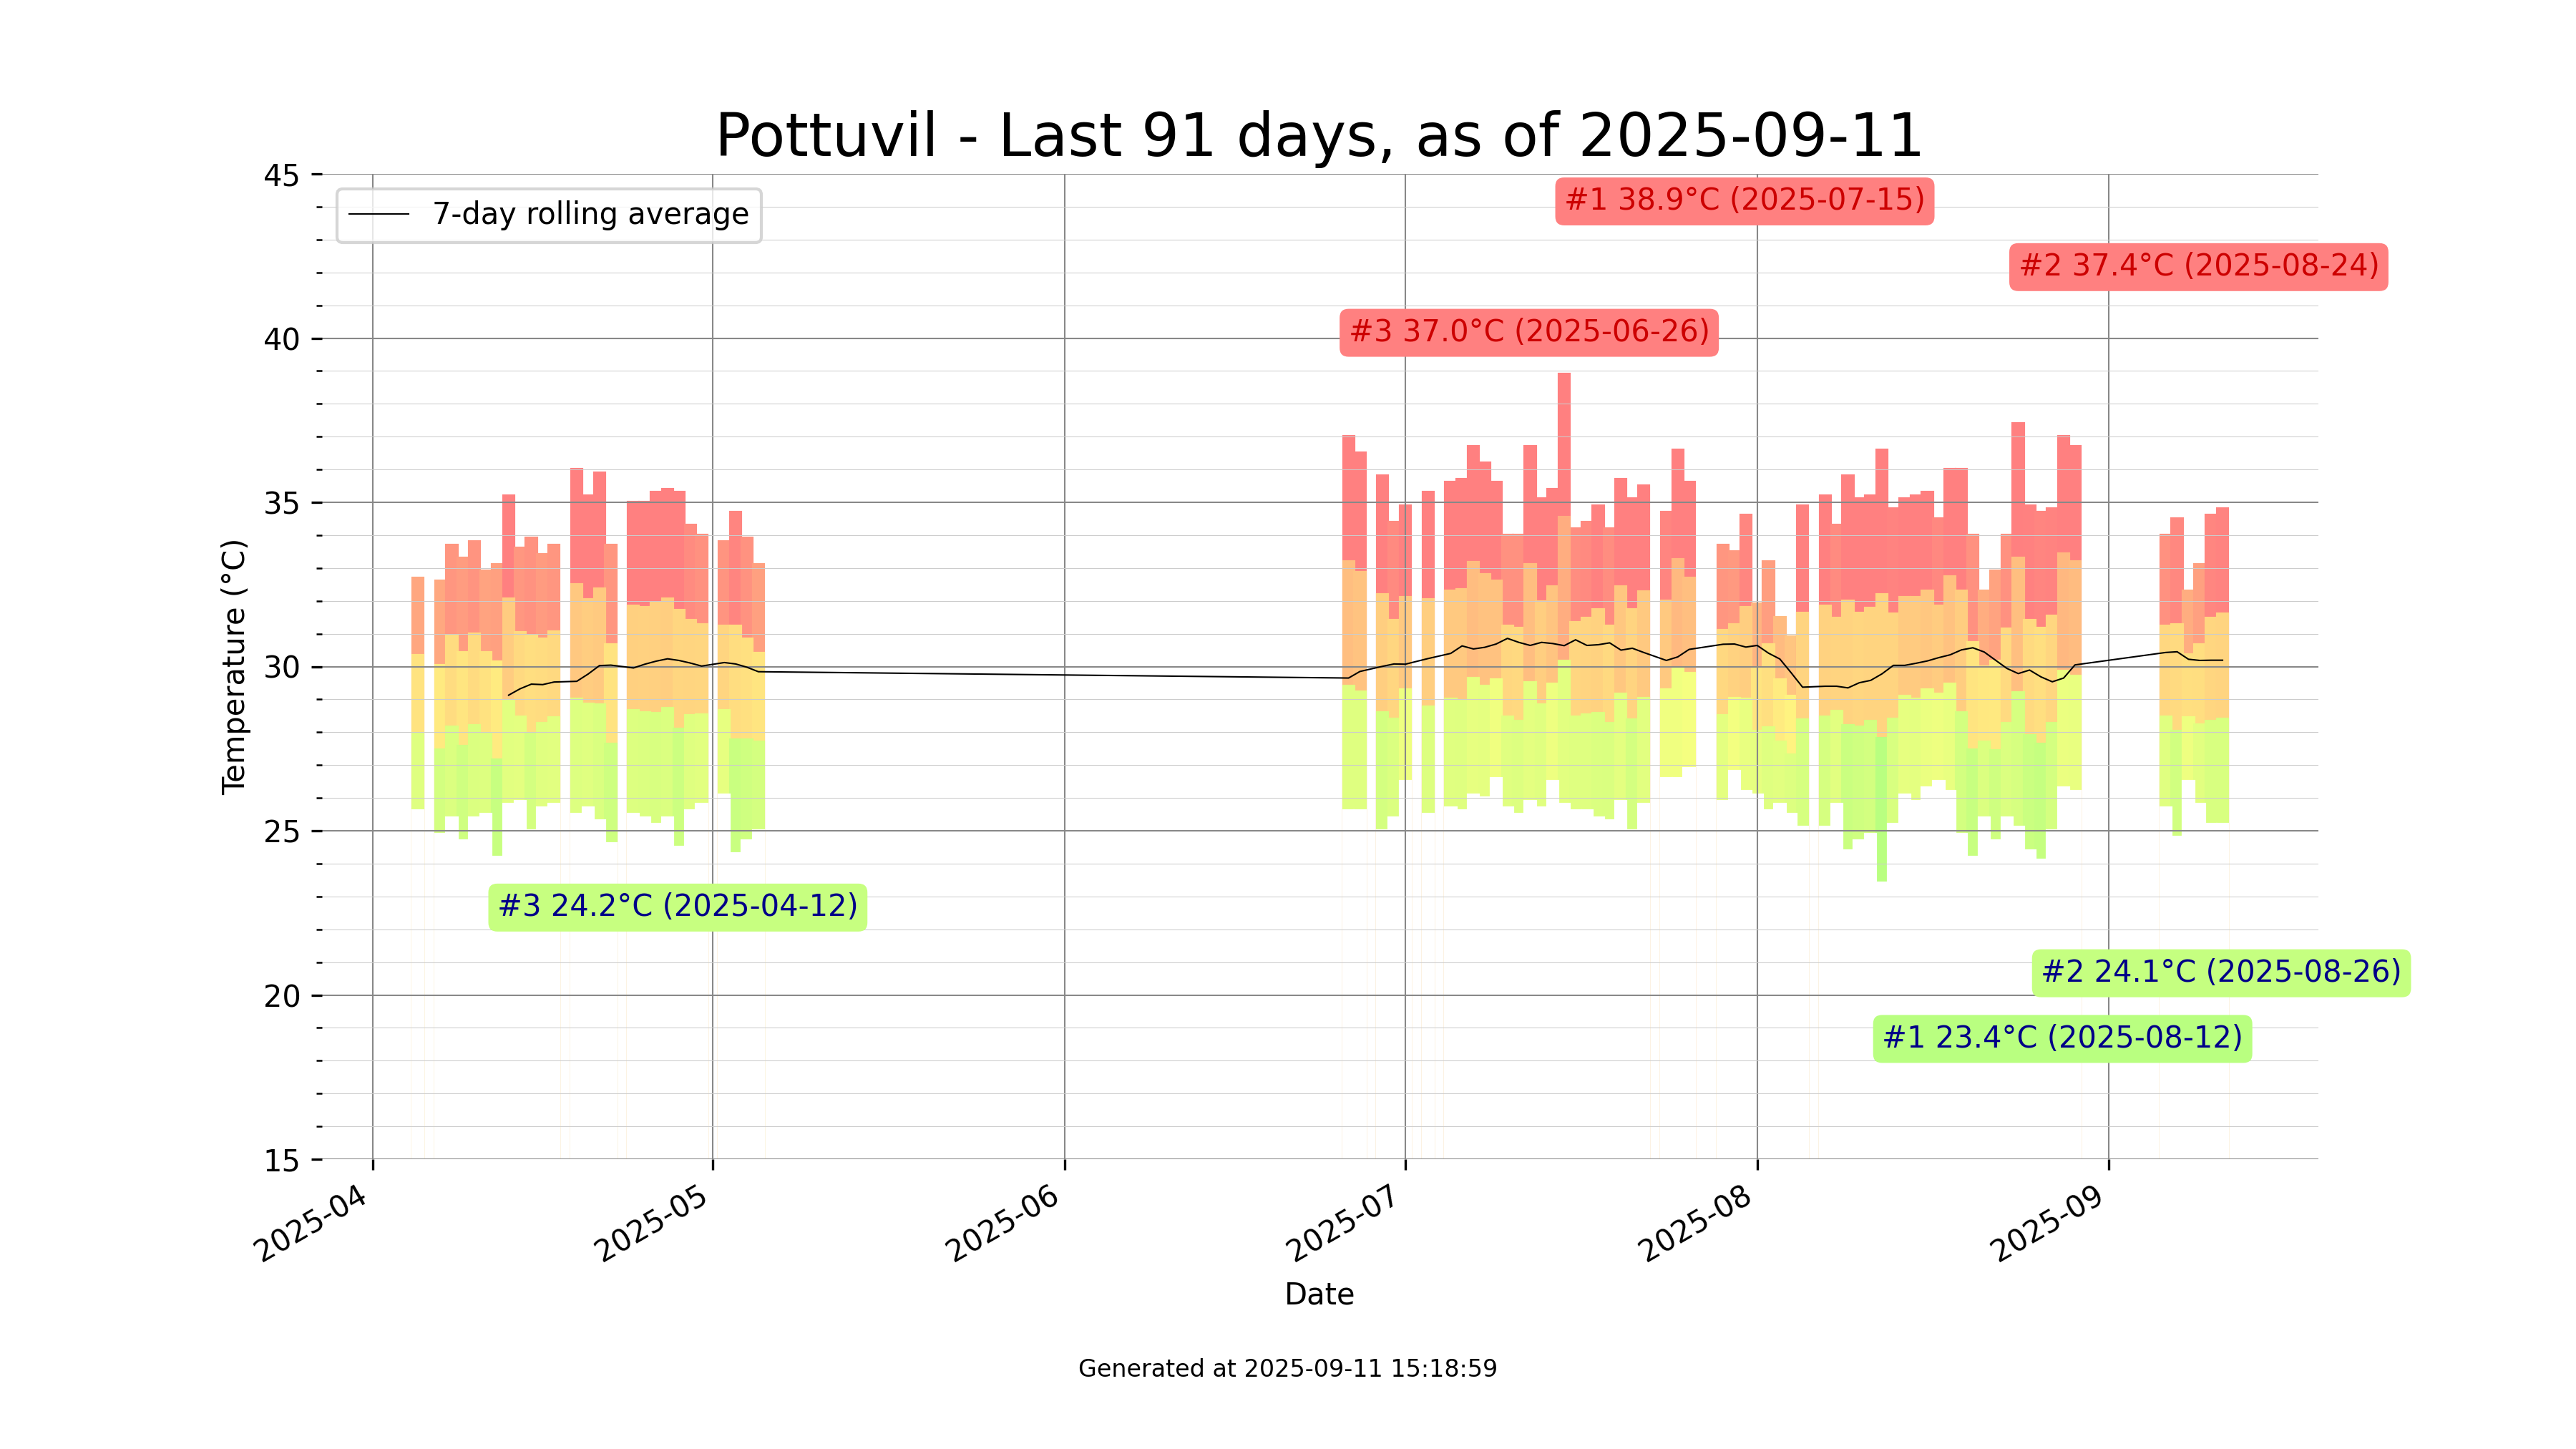 Pottuvil - Last 91 days, as of 2025-09-11
7-day rolling average
#1 38.9°C (2025-07-15)
#2 37.4°C (2025-08-24)
#3 37.0°C (2025-06-26)
#3 24.2°C (2025-04-12)
#2 24.1°C (2025-08-26)
#1 23.4°C (2025-08-12)
Temperature (°C)
45
40
35
30
25
20
15
2025-04
2025-05
2025-06
2025-07
2025-08
2025-09
Date
Generated at 2025-09-11 15:18:59